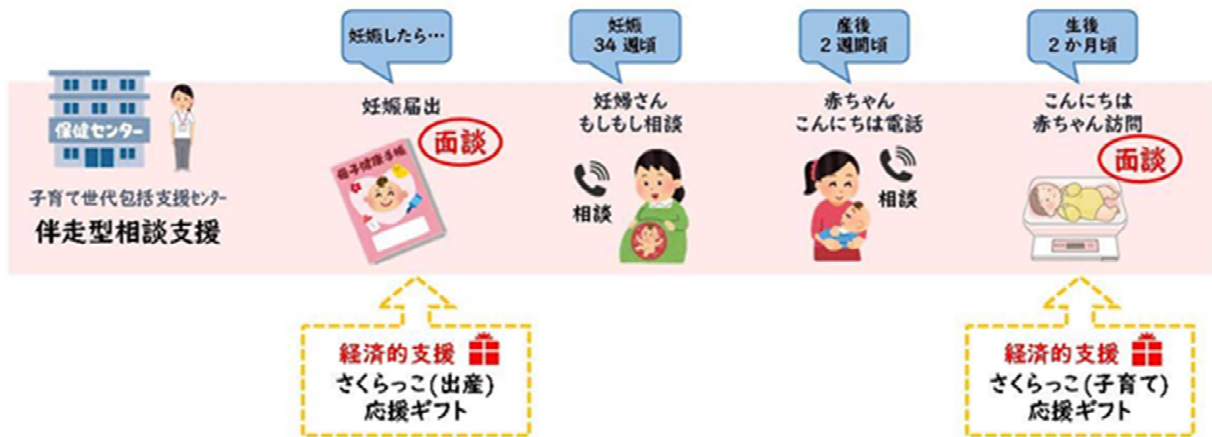 妊娠したら…
妊娠
34週頃
産後
2週間頃
生後
2か月頃
保健センター
子育て世代包括支援センター
伴走型相談支援
妊娠届出
面談
母子健康手帳
妊婦さん
もしもし相談
相談
赤ちゃん
こんにちは電話
相談
こんにちは
赤ちゃん訪問
面談
経済的支援
さくらっこ(出産)
応援ギフト
経済的支援
さくらっこ(子育て)
応援ギフト